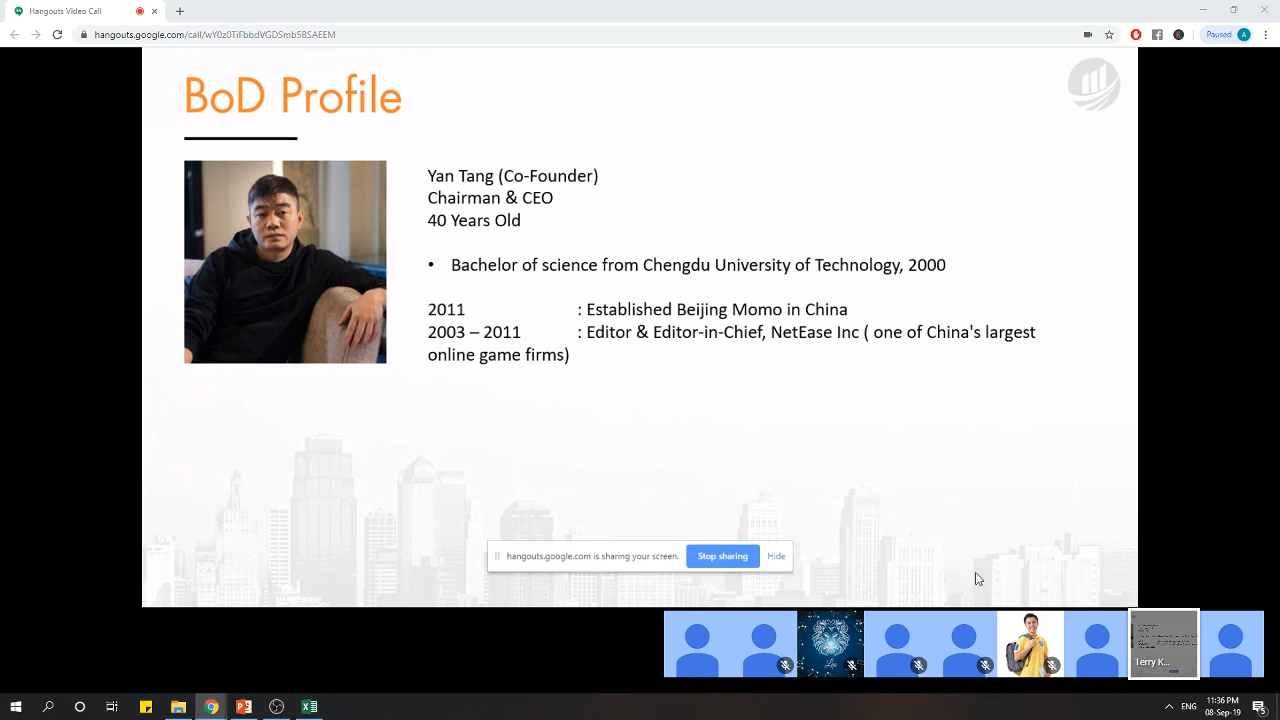 Hangouts Video Call
hangouts.google.com/call/wY0z0TiFbbdVGDSmb5BSAEEM
Paused
A
BoD Profile
Yan Tang (Co-Founder)
Chairman & CEO
40 Years Old
• Bachelor of science from Chengdu University of Technology, 2000
2011 : Established Beijing Momo in China
2003 – 2011 : Editor & Editor-in-Chief, NetEase Inc ( one of China's largest
online game firms)
hangouts.google.com is sharing your screen.
Stop sharing
Hide
Terry K...
ENG
11:36 PM
08-Sep-19